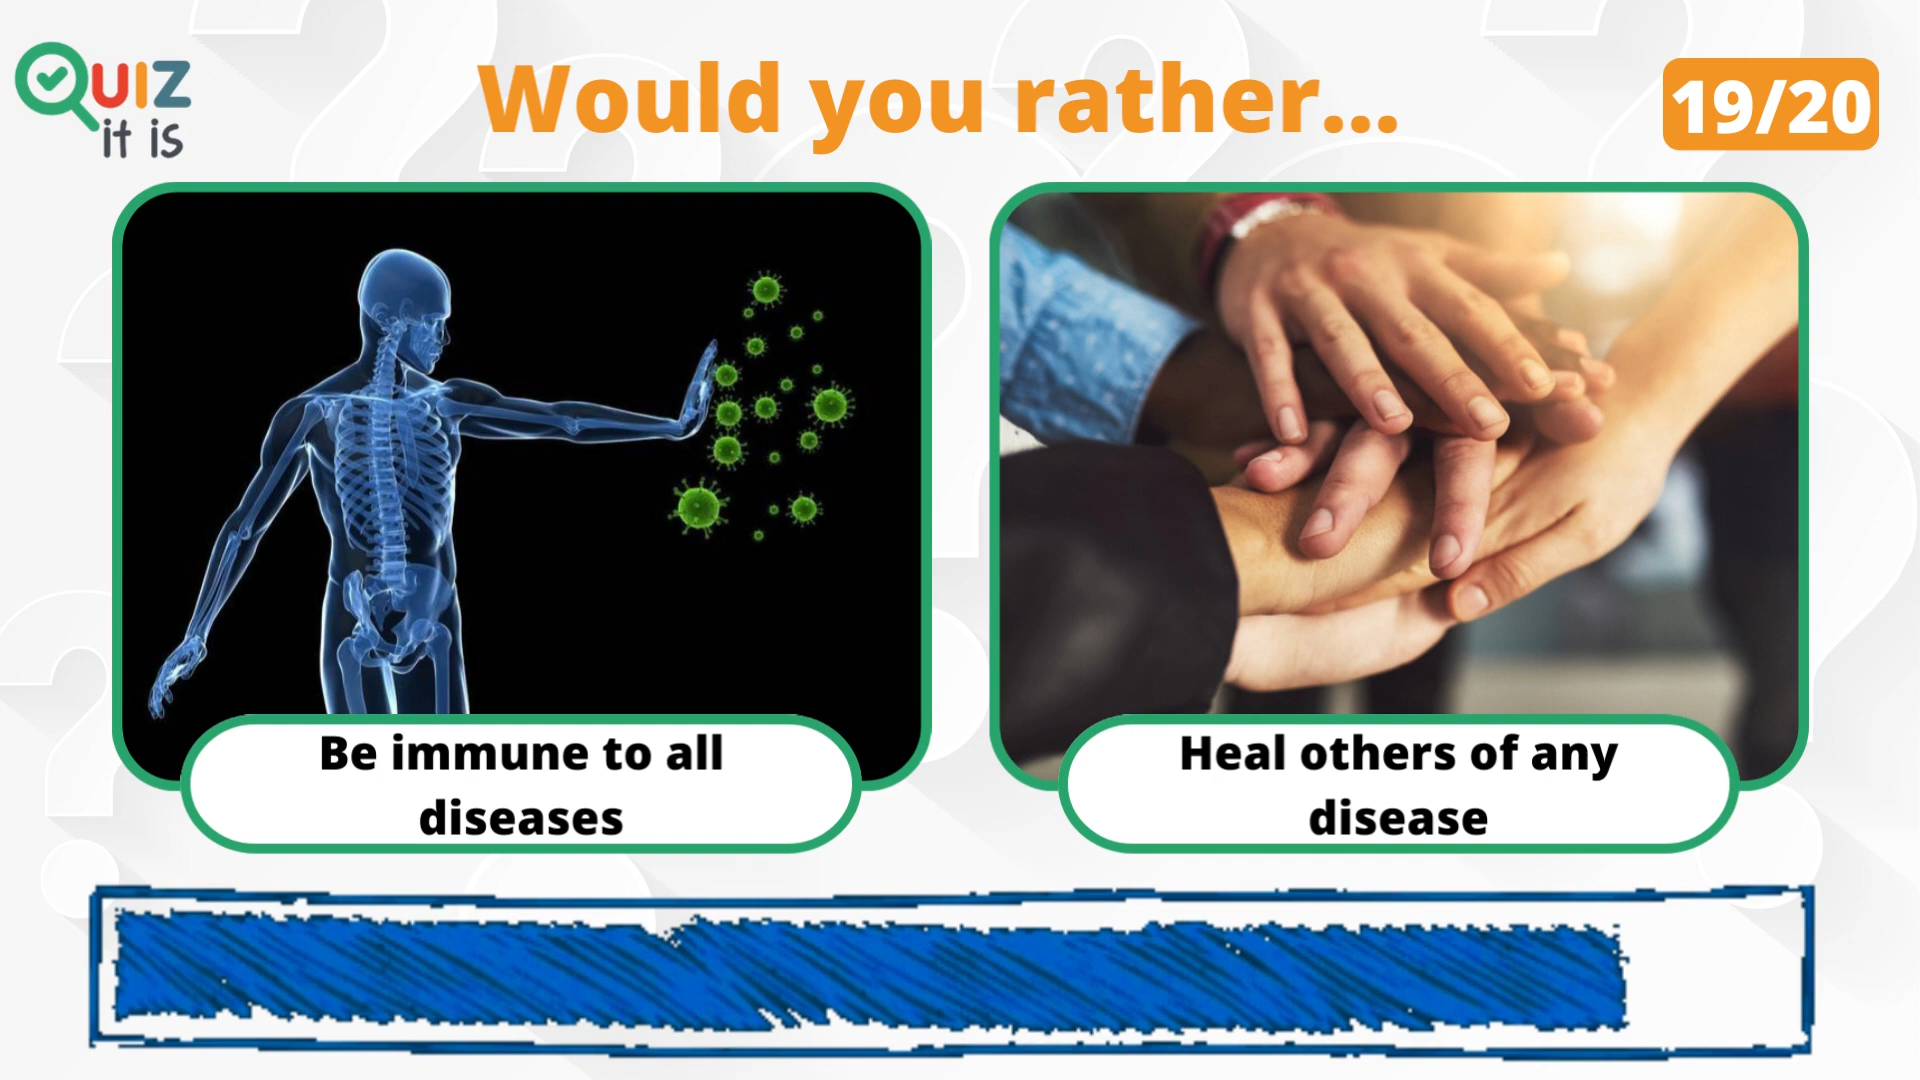 QUIZ
it is
Would you rather...
19/20
Be immune to all
diseases
Heal others of any
disease